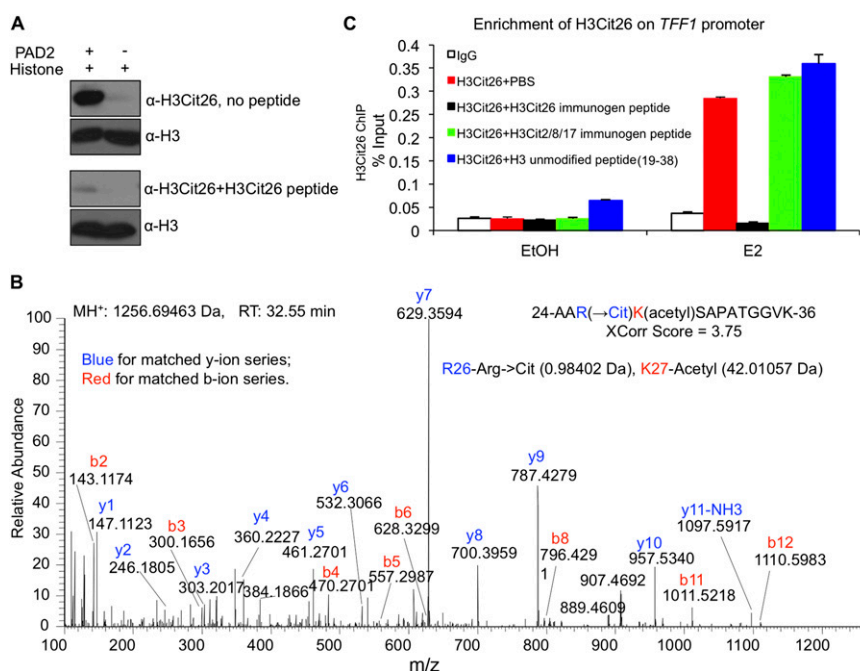 A
PAD2 + -
Histone + +
α-H3Cit26, no peptide
α-H3
α-H3Cit26+H3Cit26 peptide
α-H3
C
Enrichment of H3Cit26 on TFF1 promoter
H3Cit26 ChIP
% Input
0.4
0.35
0.3
0.25
0.2
0.15
0.1
0.05
0
IgG
H3Cit26+PBS
H3Cit26+H3Cit26 immunogen peptide
H3Cit26+H3Cit2/8/17 immunogen peptide
H3Cit26+H3 unmodified peptide(19-38)
EtOH
E2
B
MH⁺: 1256.69463 Da, RT: 32.55 min
Blue for matched y-ion series;
Red for matched b-ion series.
24-AAR(→Cit)K(acetyl)SAPATGGVK-36
XCorr Score = 3.75
R26-Arg->Cit (0.98402 Da), K27-Acetyl (42.01057 Da)
Relative Abundance
100
90
80
70
60
50
40
30
20
10
0
b2
143.1174
y1
147.1123
y2
246.1805
b3
300.1656
y3
303.2017
y4
360.2227
384.1866
y5
461.2701
b4
470.2701
y6
532.3066
b5
557.2987
b6
628.3299
y7
629.3594
y8
700.3959
y9
787.4279
b8
796.429
1
889.4609
907.4692
y10
957.5340
b11
1011.5218
y11-NH3
1097.5917
b12
1110.5983
100 200 300 400 500 600 700 800 900 1000 1100 1200
m/z